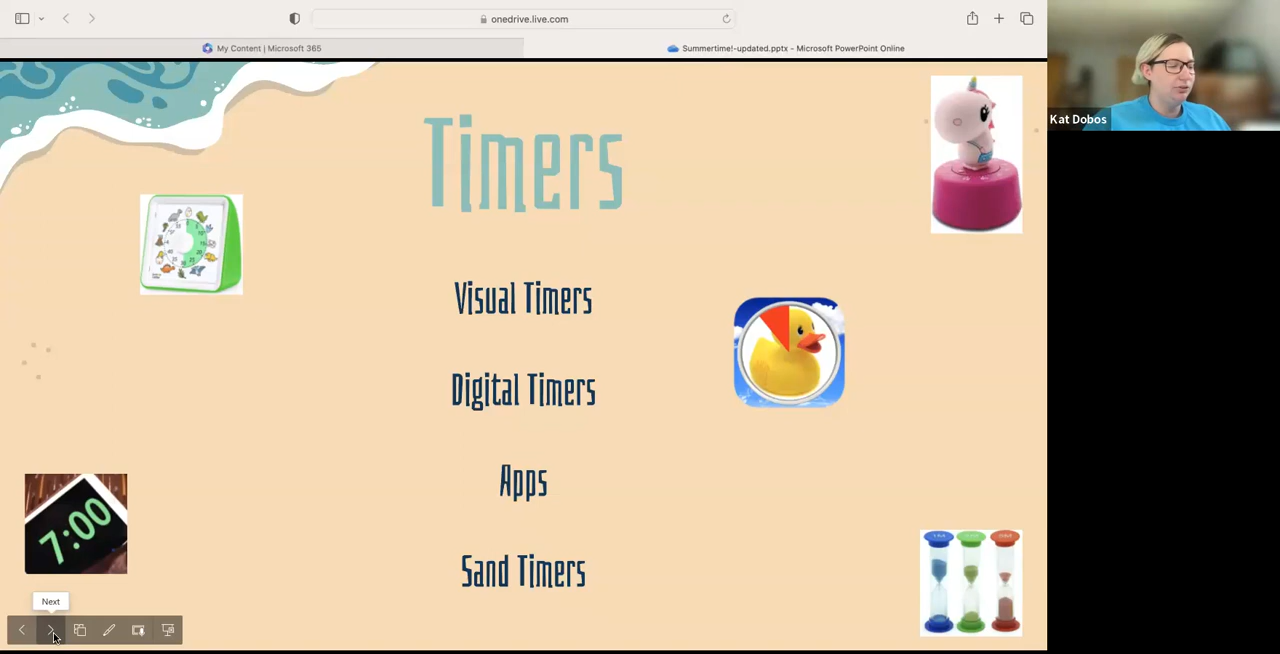 onedrive.live.com
My Content | Microsoft 365
Summertime!-updated.pptx - Microsoft PowerPoint Online
Kat Dobos
Timers
Visual Timers
Digital Timers
Apps
Sand Timers
7:00
Next